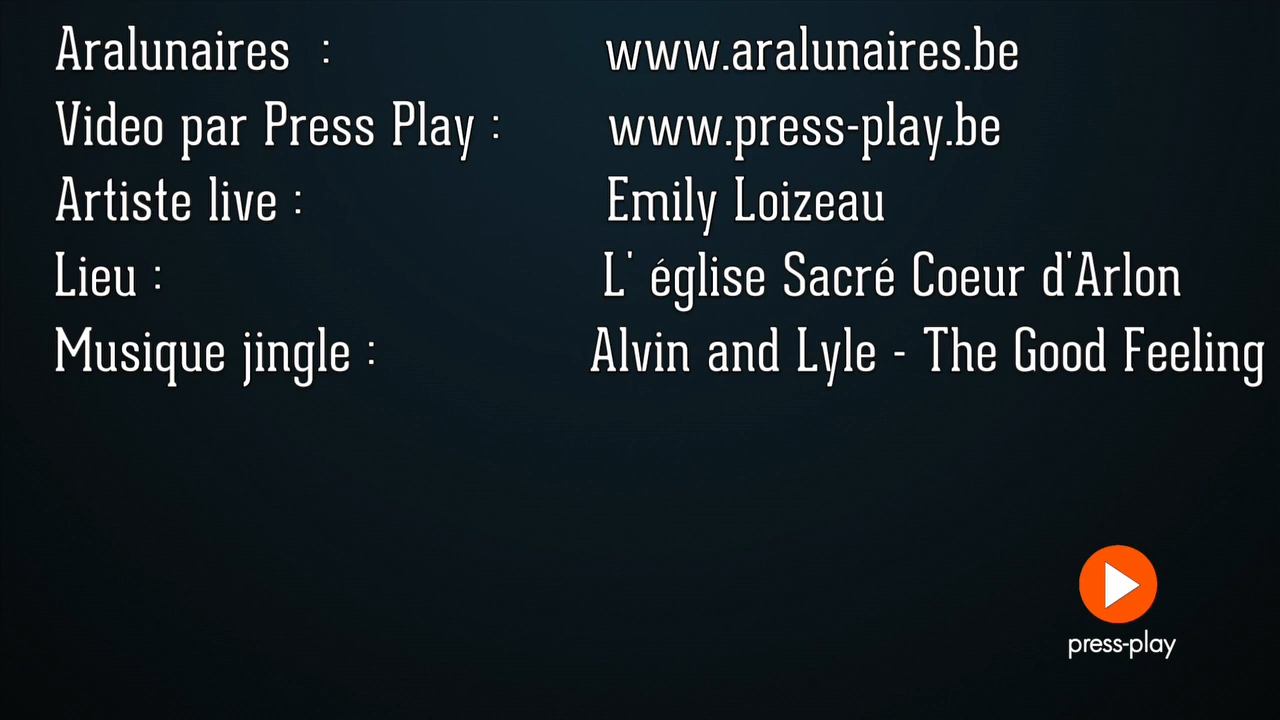 Aralunaires : www.aralunaires.be
Video par Press Play : www.press-play.be
Artiste live : Emily Loizeau
Lieu : L' église Sacré Coeur d'Arlon
Musique jingle : Alvin and Lyle - The Good Feeling
press-play